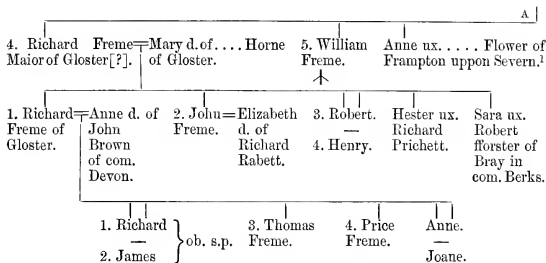 A
4. Richard Freme=Mary d. of . . . . Horne 5. William Anne ux. . . . . . Flower of
Maior of Gloster[?]. of Gloster. Freme. Frampton uppon Severn.¹
1. Richard=Anne d. of 2. John=Elizabeth 3. Robert. Hester ux. Sara ux.
Freme of John Freme. d. of — Richard Robert
Gloster. Brown Richard 4. Henry. Prichett. fforster of
of com. Rabett. Bray in
Devon. com. Berks.
1. Richard 3. Thomas 4. Price Anne.
— } ob. s.p. Freme. Freme. —
2. James Joane.